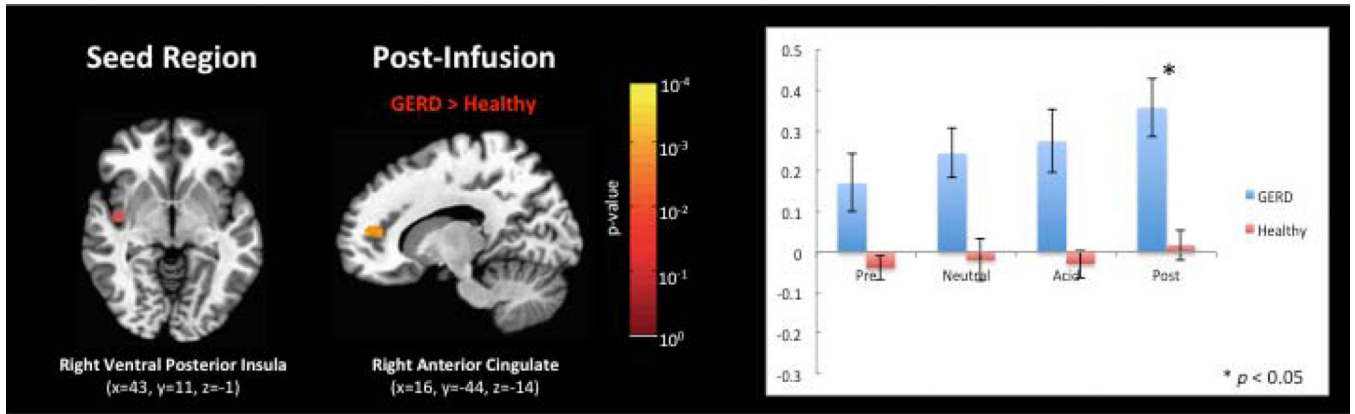 Seed Region
Right Ventral Posterior Insula
(x=43, y=11, z=-1)
Post-Infusion
GERD > Healthy
Right Anterior Cingulate
(x=16, y=-44, z=-14)
10-4
10-3
10-2
10-1
100
p-value
0.5
0.4
0.3
0.2
0.1
0
-0.1
-0.2
-0.3
*
Pre
Neutral
Acid
Post
GERD
Healthy
* p < 0.05